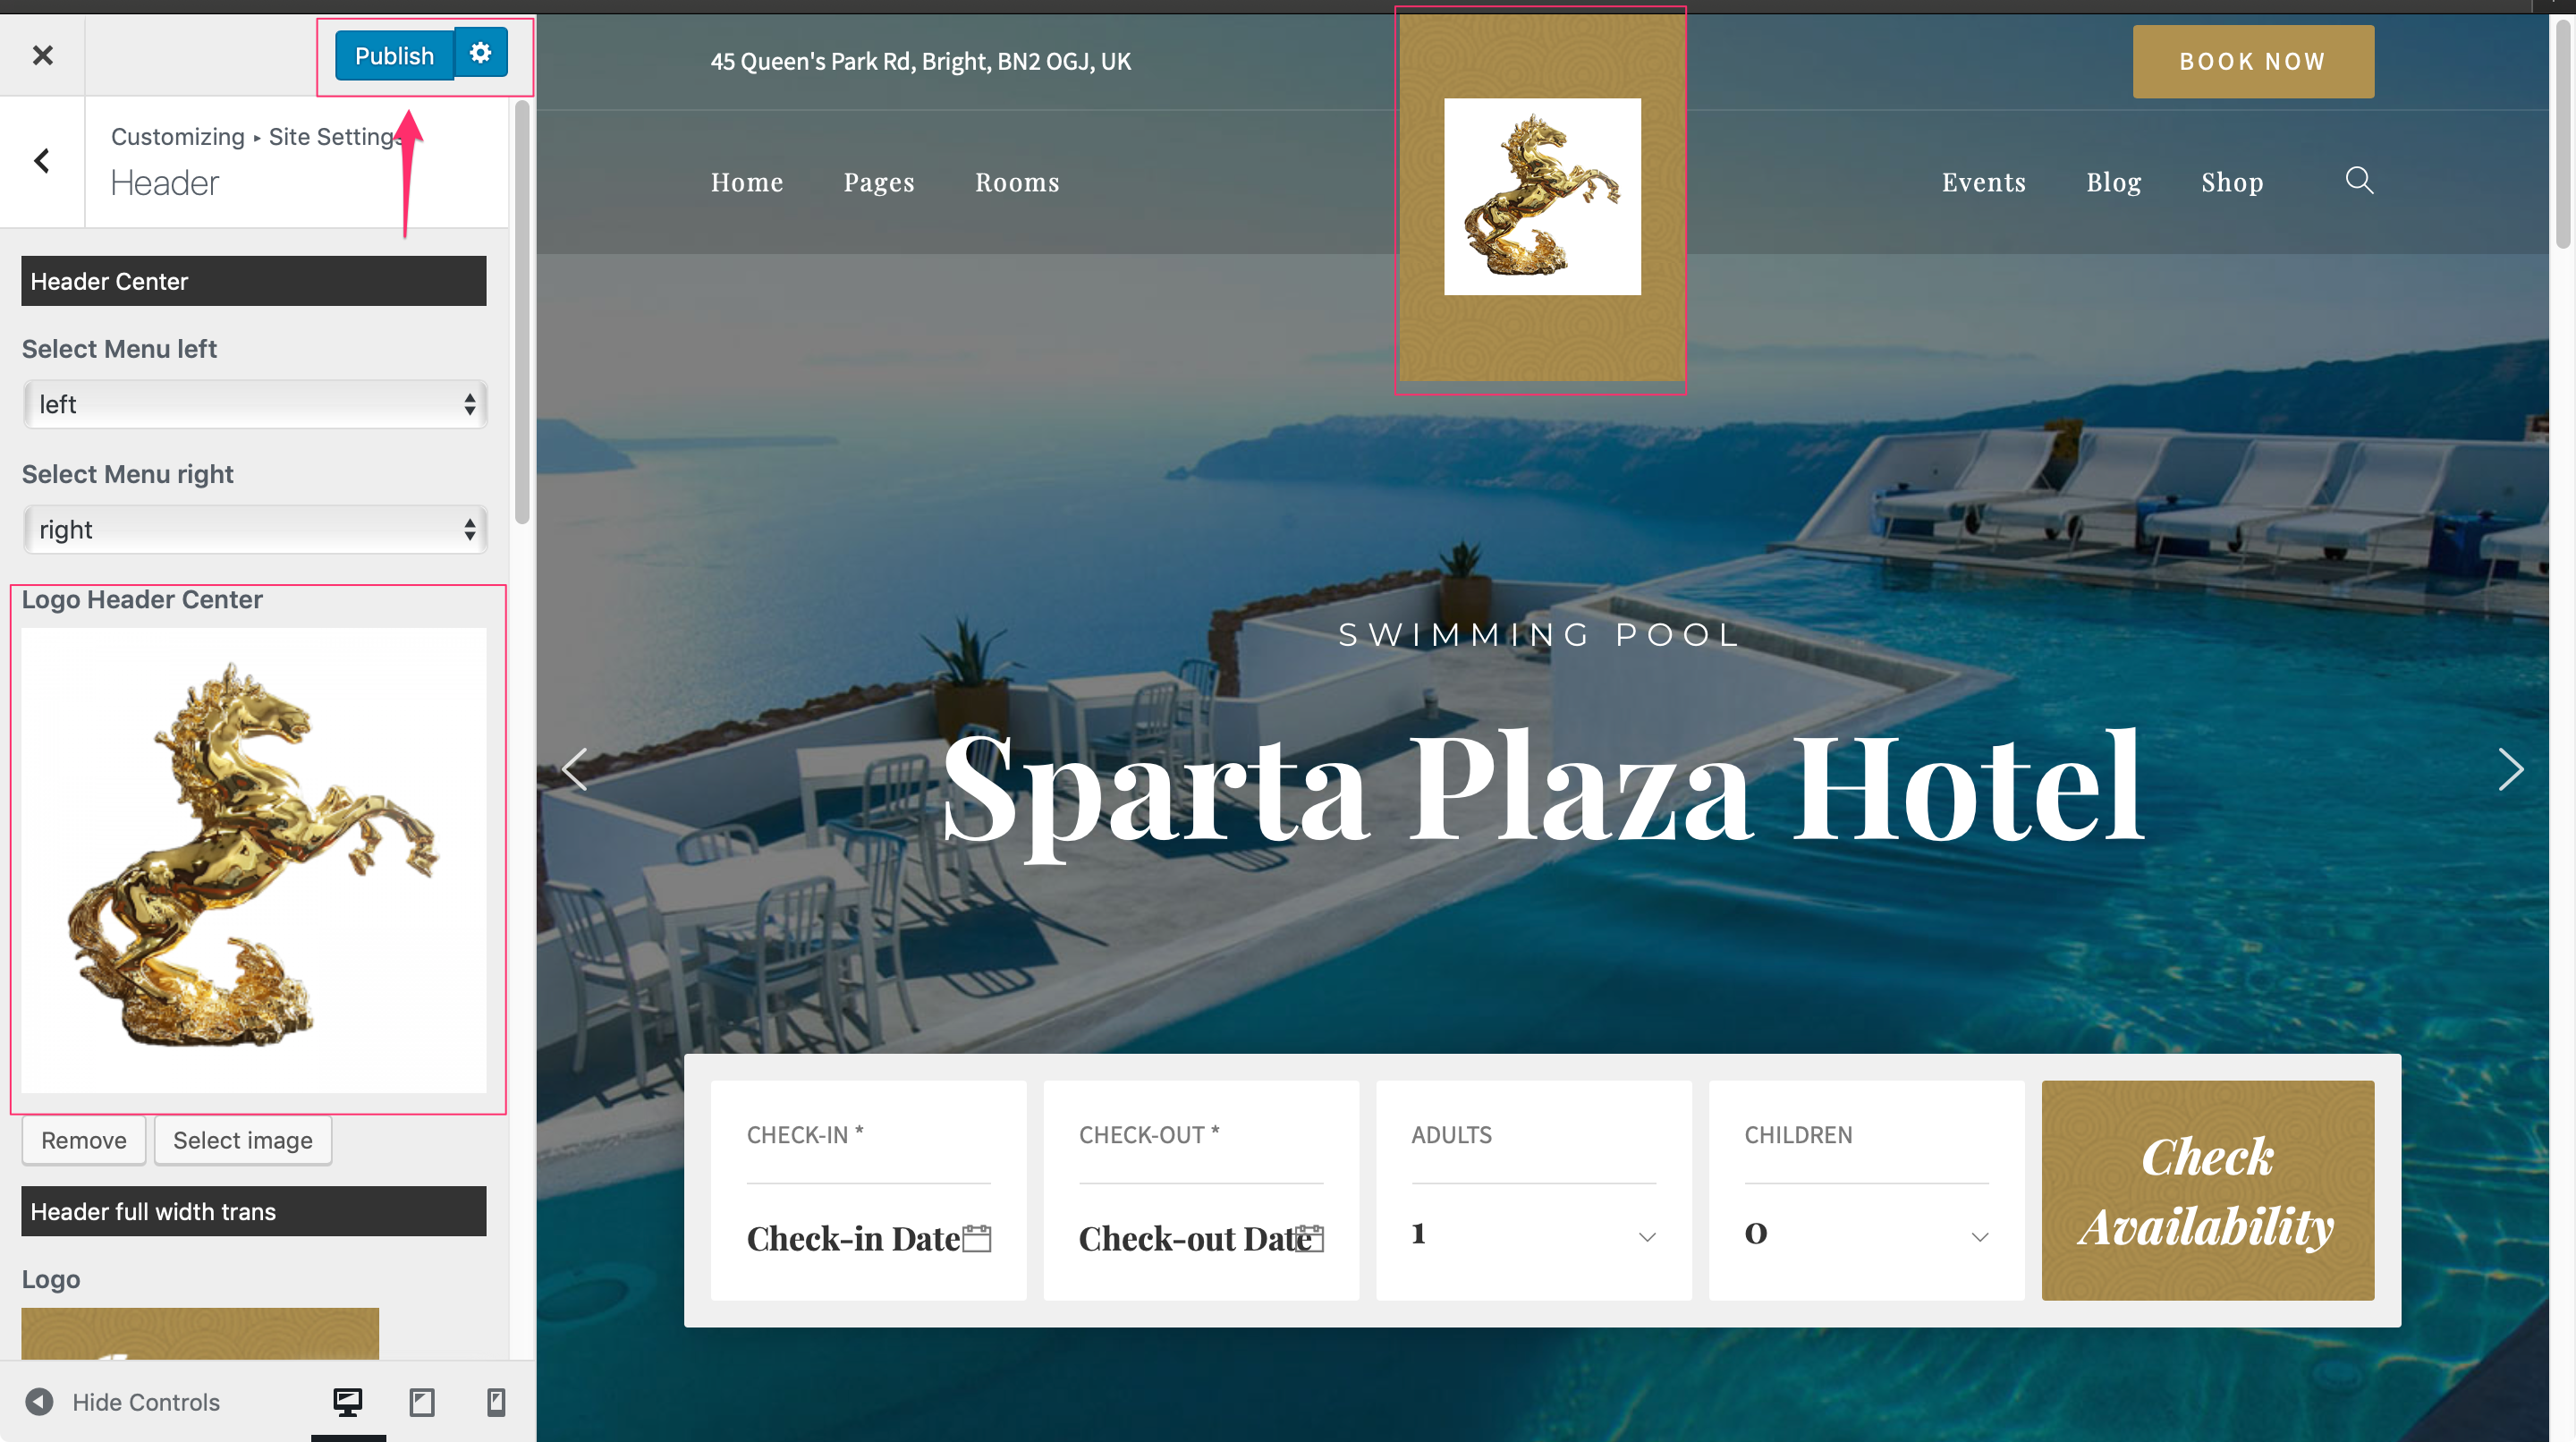 Publish
Customizing ▸ Site Settings
Header
Header Center
Select Menu left
left
Select Menu right
right
Logo Header Center
Remove
Select image
Header full width trans
Logo
Hide Controls
45 Queen's Park Rd, Bright, BN2 OGJ, UK
BOOK NOW
Home
Pages
Rooms
Events
Blog
Shop
SWIMMING POOL
Sparta Plaza Hotel
CHECK-IN *
Check-in Date
CHECK-OUT *
Check-out Date
ADULTS
1
CHILDREN
0
Check
Availability